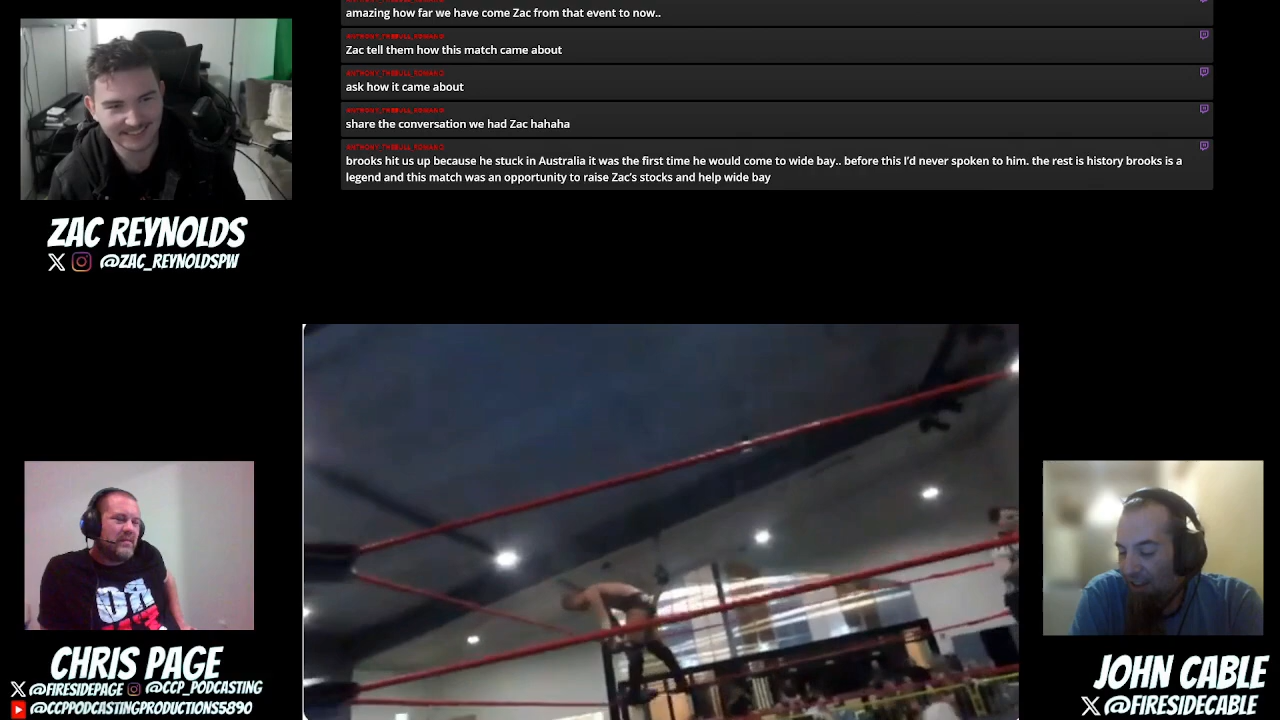 amazing how far we have come Zac from that event to now..
ANTHONY_THEBULL_ROMANO
Zac tell them how this match came about
ANTHONY_THEBULL_ROMANO
ask how it came about
ANTHONY_THEBULL_ROMANO
share the conversation we had Zac hahaha
ANTHONY_THEBULL_ROMANO
brooks hit us up because he stuck in Australia it was the first time he would come to wide bay.. before this I'd never spoken to him. the rest is history brooks is a
legend and this match was an opportunity to raise Zac's stocks and help wide bay
ZAC REYNOLDS
@ZAC_REYNOLDSPW
CHRIS PAGE
@FIRESIDEPAGE @CCP_PODCASTING
@CCPPODCASTINGPRODUCTIONS5890
JOHN CABLE
@FIRESIDECABLE